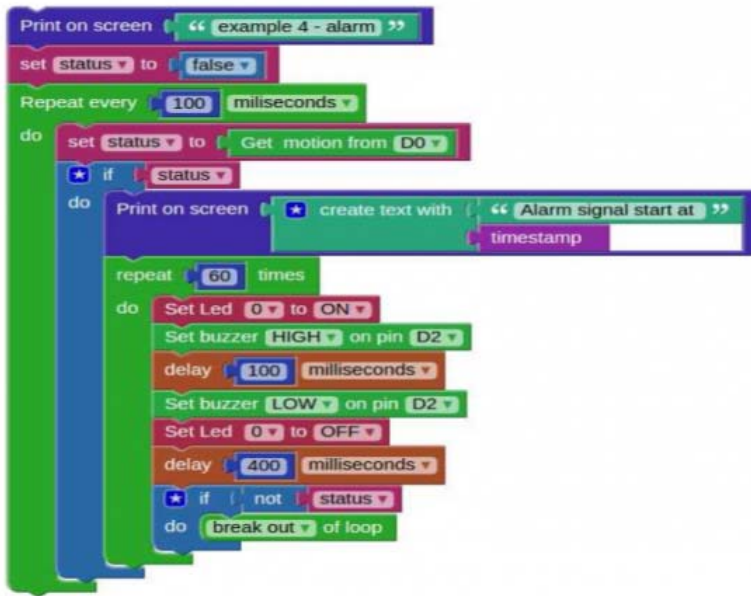 Print on screen “ example 4 - alarm ”
set status to false
Repeat every 100 miliseconds
do set status to Get motion from D0
if status
do Print on screen create text with “ Alarm signal start at ”
timestamp
repeat 60 times
do Set Led 0 to ON
Set buzzer HIGH on pin D2
delay 100 milliseconds
Set buzzer LOW on pin D2
Set Led 0 to OFF
delay 400 milliseconds
if not status
do break out of loop